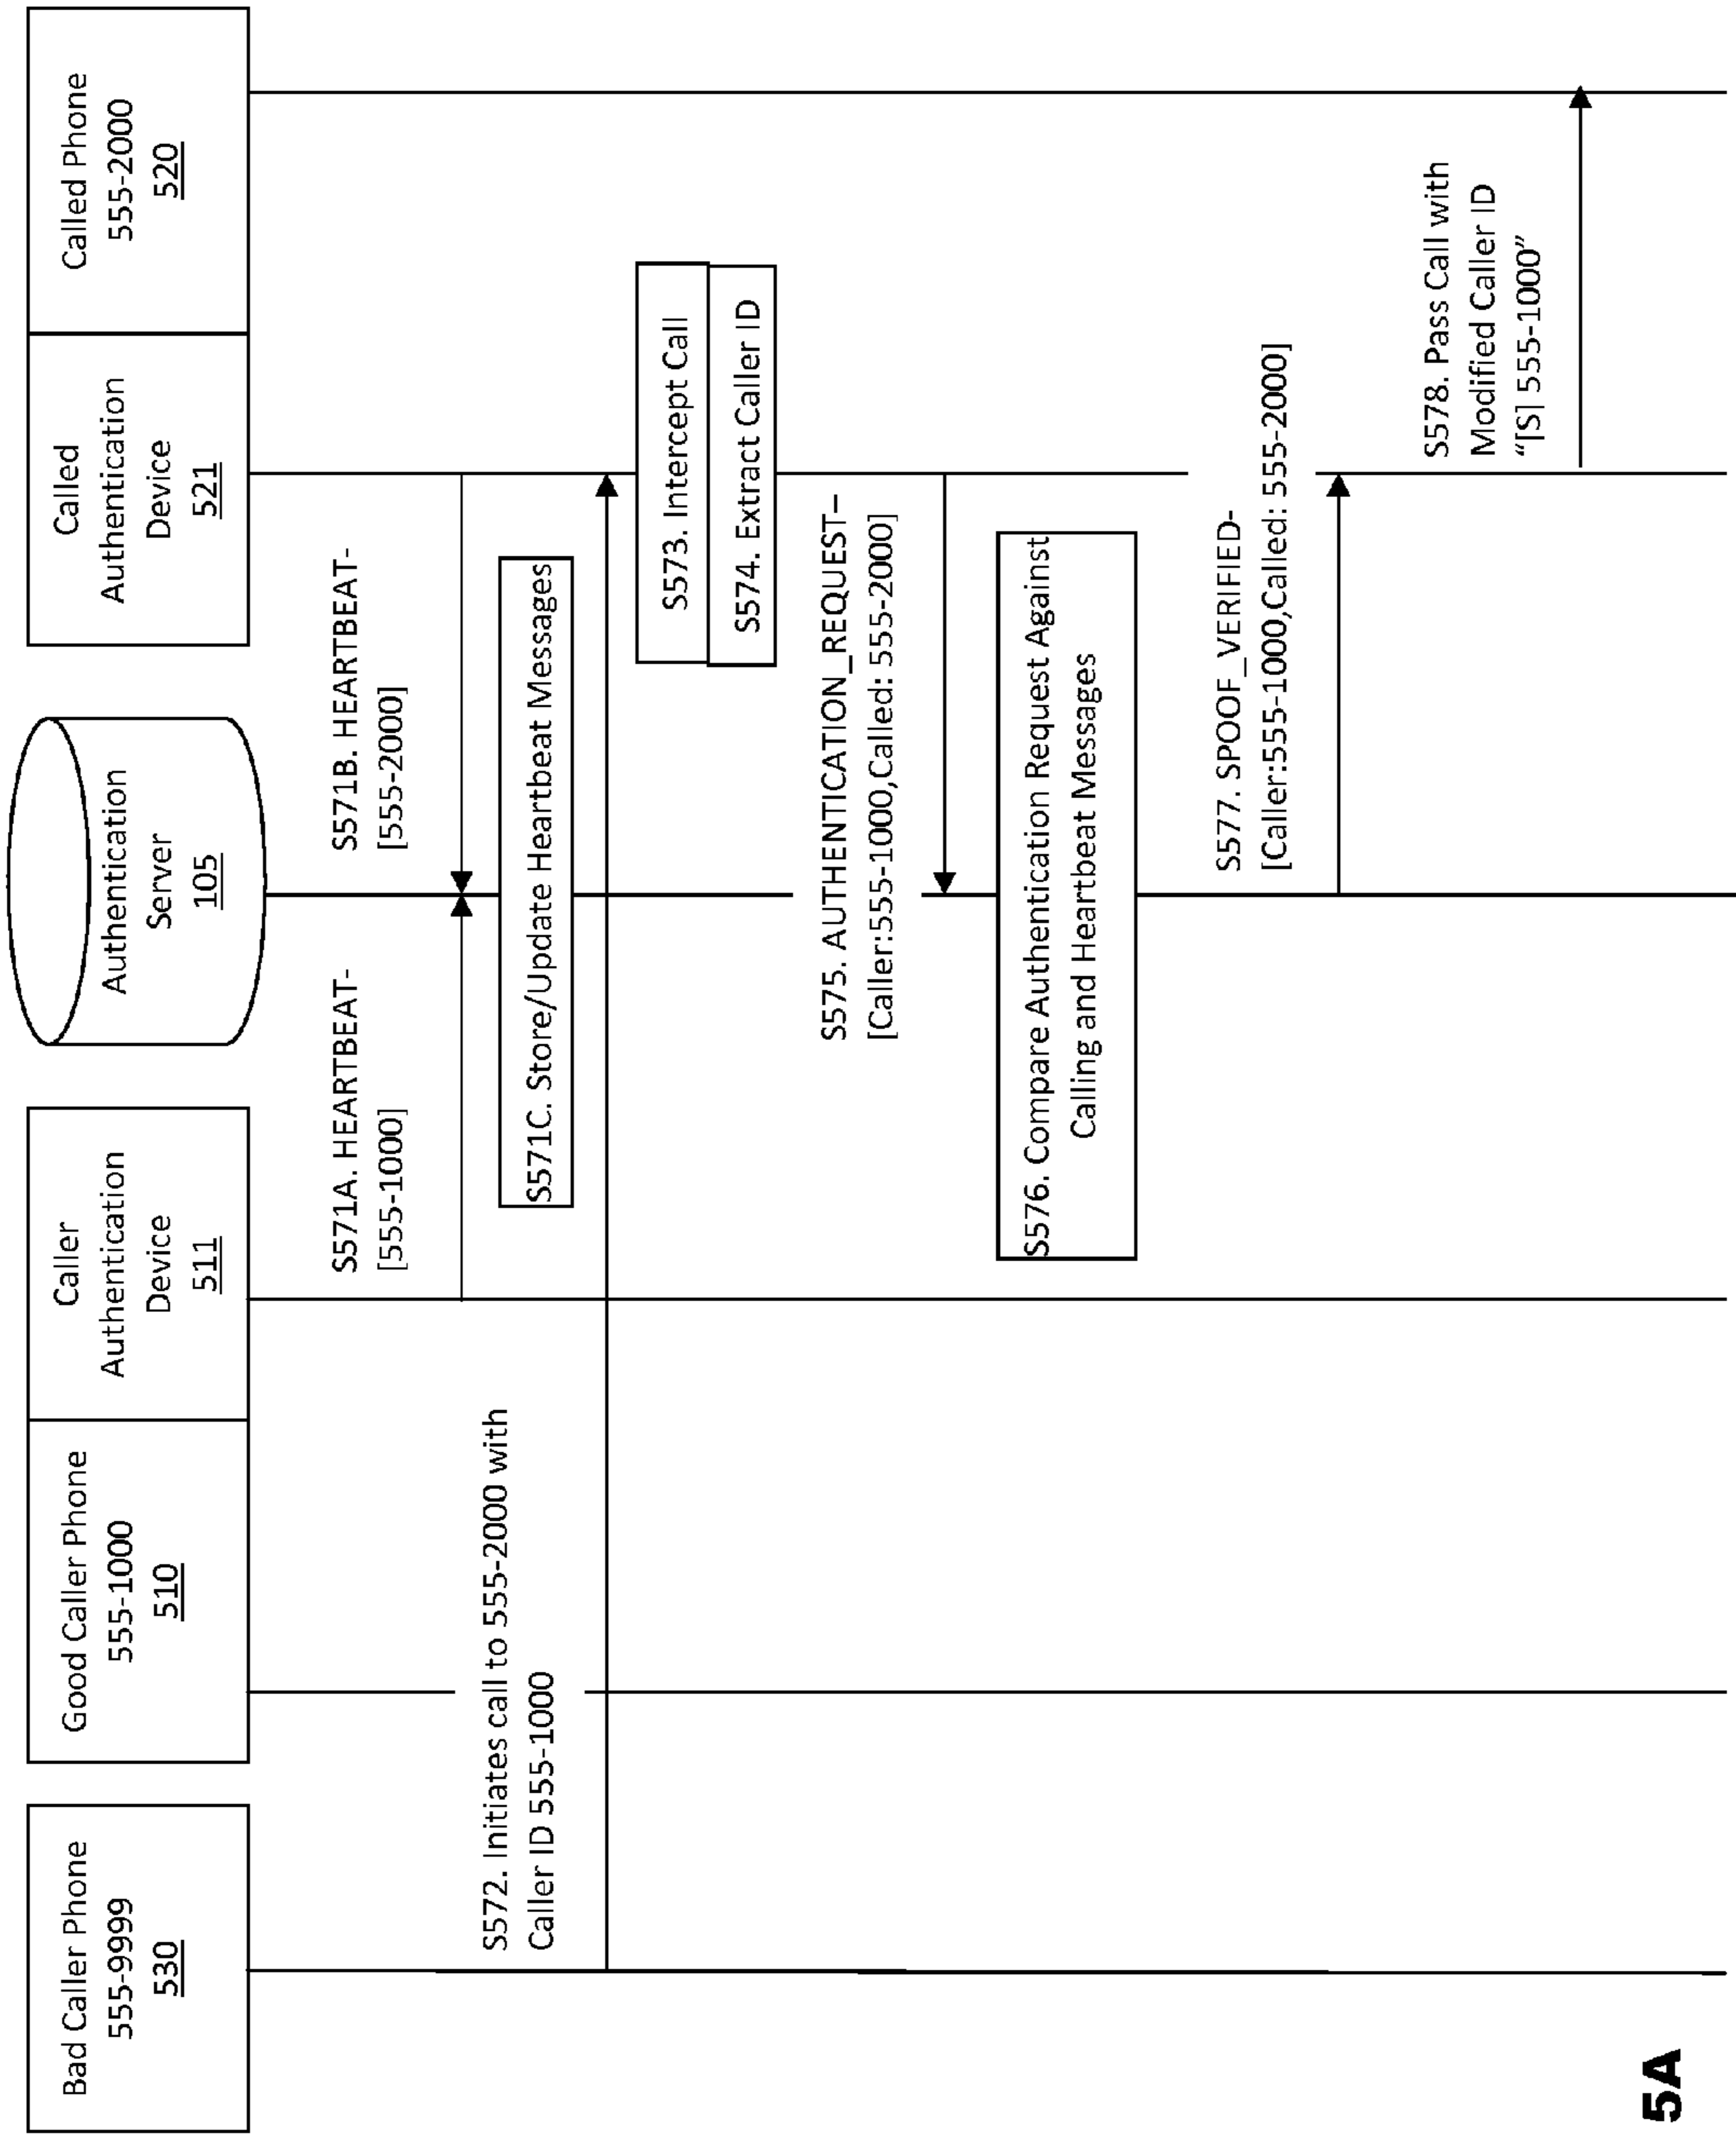 Bad Caller Phone
555-9999
530
Good Caller Phone
555-1000
510
Caller
Authentication
Device
511
Authentication
Server
105
Called
Authentication
Device
521
Called Phone
555-2000
520
S571A. HEARTBEAT-
[555-1000]
S571B. HEARTBEAT-
[555-2000]
S571C. Store/Update Heartbeat Messages
S572. Initiates call to 555-2000 with
Caller ID 555-1000
S573. Intercept Call
S574. Extract Caller ID
S575. AUTHENTICATION_REQUEST–
[Caller:555-1000,Called: 555-2000]
S576. Compare Authentication Request Against
Calling and Heartbeat Messages
S577. SPOOF_VERIFIED-
[Caller:555-1000,Called: 555-2000]
S578. Pass Call with
Modified Caller ID
“[S] 555-1000”
5A